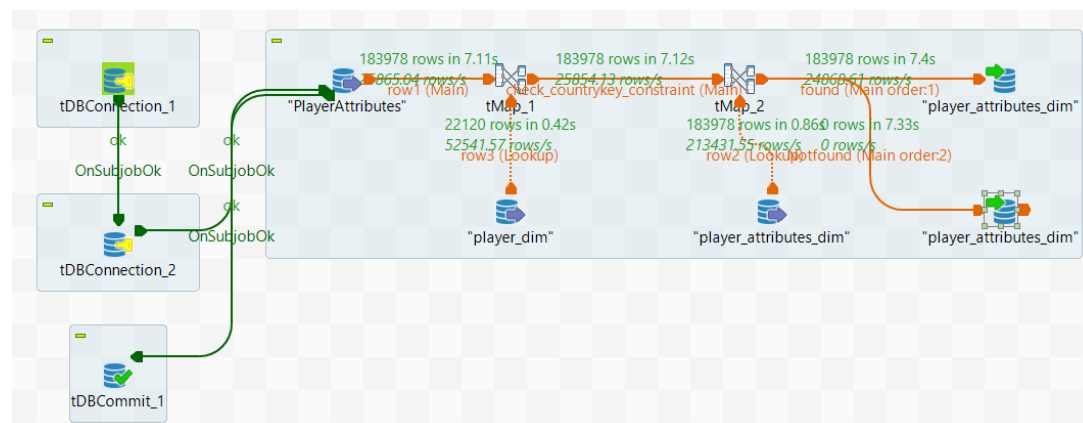 tDBConnection_1
ok
OnSubjobOk
tDBConnection_2
ok
OnSubjobOk
ok
OnSubjobOk
tDBCommit_1
"PlayerAttributes"
183978 rows in 7.11s
865.04 rows/s
row1 (Main)
tMap_1
183978 rows in 7.12s
25854.13 rows/s
check_countrykey_constraint (Main)
tMap_2
183978 rows in 7.4s
24868.61 rows/s
found (Main order:1)
"player_attributes_dim"
22120 rows in 0.42s
52541.57 rows/s
row3 (Lookup)
"player_dim"
183978 rows in 0.86s
213431.55 rows/s
row2 (Lookup)
"player_attributes_dim"
0 rows in 7.33s
0 rows/s
notfound (Main order:2)
"player_attributes_dim"